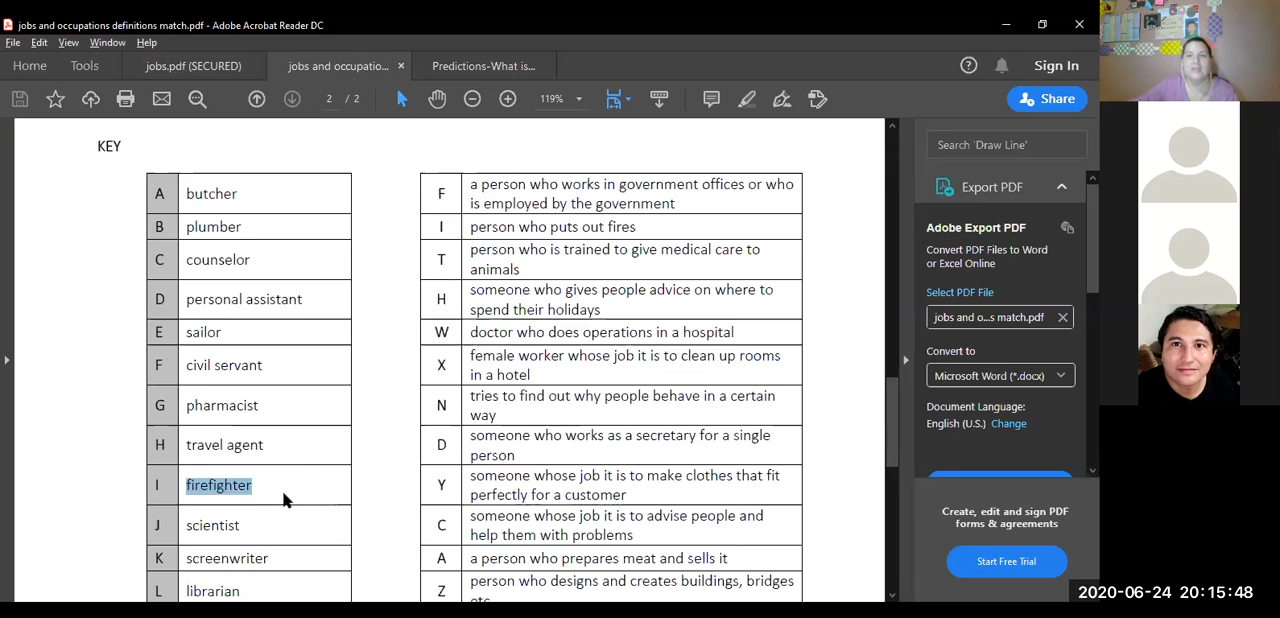 jobs and occupations definitions match.pdf - Adobe Acrobat Reader DC
File Edit View Window Help
Home Tools jobs.pdf (SECURED) jobs and occupatio... × Predictions-What is... Sign In
2 / 2 119% Share
KEY
A butcher
B plumber
C counselor
D personal assistant
E sailor
F civil servant
G pharmacist
H travel agent
I firefighter
J scientist
K screenwriter
L librarian
F a person who works in government offices or who
is employed by the government
I person who puts out fires
T person who is trained to give medical care to
animals
H someone who gives people advice on where to
spend their holidays
W doctor who does operations in a hospital
X female worker whose job it is to clean up rooms
in a hotel
N tries to find out why people behave in a certain
way
D someone who works as a secretary for a single
person
Y someone whose job it is to make clothes that fit
perfectly for a customer
C someone whose job it is to advise people and
help them with problems
A a person who prepares meat and sells it
Z person who designs and creates buildings, bridges
etc
Search 'Draw Line'
Export PDF
Adobe Export PDF
Convert PDF Files to Word
or Excel Online
Select PDF File
jobs and o...s match.pdf
Convert to
Microsoft Word (*.docx)
Document Language:
English (U.S.) Change
Create, edit and sign PDF
forms & agreements
Start Free Trial
2020-06-24 20:15:48